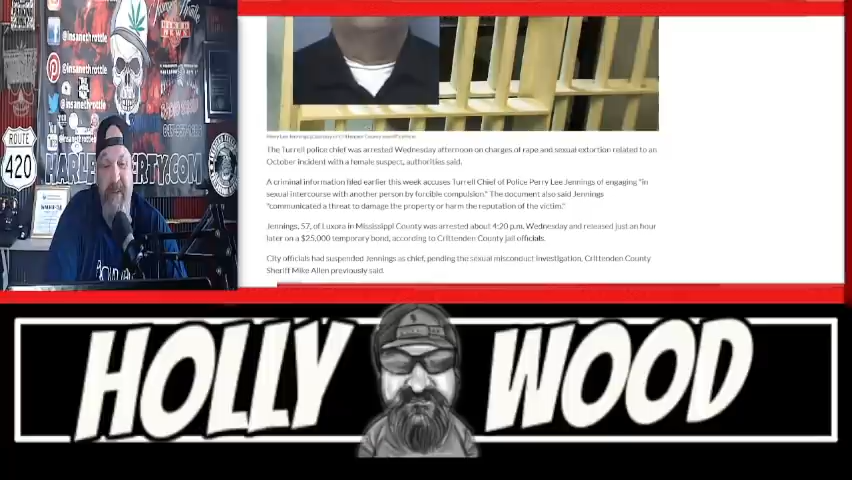 @insanethrottle
@insanethrottle
@insanethrottle
ROUTE
420
HARLE
ERTY.COM
The Turrell police chief was arrested Wednesday afternoon on charges of rape and sexual extortion related to an
October incident with a female suspect, authorities said.
A criminal information filed earlier this week accuses Turrell Chief of Police Perry Lee Jennings of engaging "in
sexual intercourse with another person by forcible compulsion." The document also said Jennings
"communicated a threat to damage the property or harm the reputation of the victim."
Jennings, 57, of Luxora in Mississippi County was arrested about 4:20 p.m. Wednesday and released just an hour
later on a $25,000 temporary bond, according to Crittenden County jail officials.
City officials had suspended Jennings as chief, pending the sexual misconduct investigation, Crittenden County
Sheriff Mike Allen previously said.
HOLLY WOOD